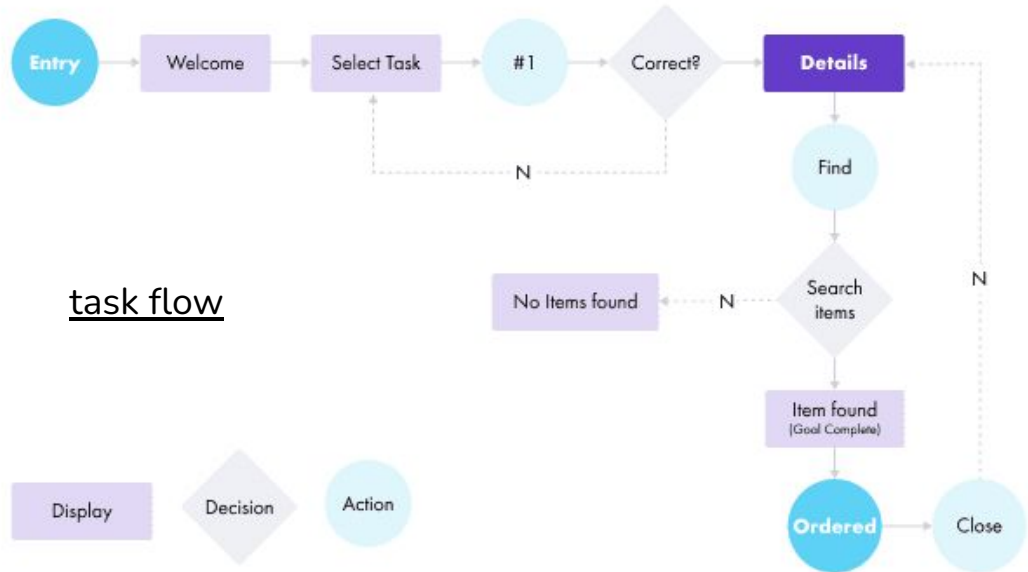 Entry
Welcome
Select Task
#1
Correct?
Details
N
Find
task flow
No Items found
N
Search
items
N
Item found
(Goal Complete)
Display
Decision
Action
Ordered
Close